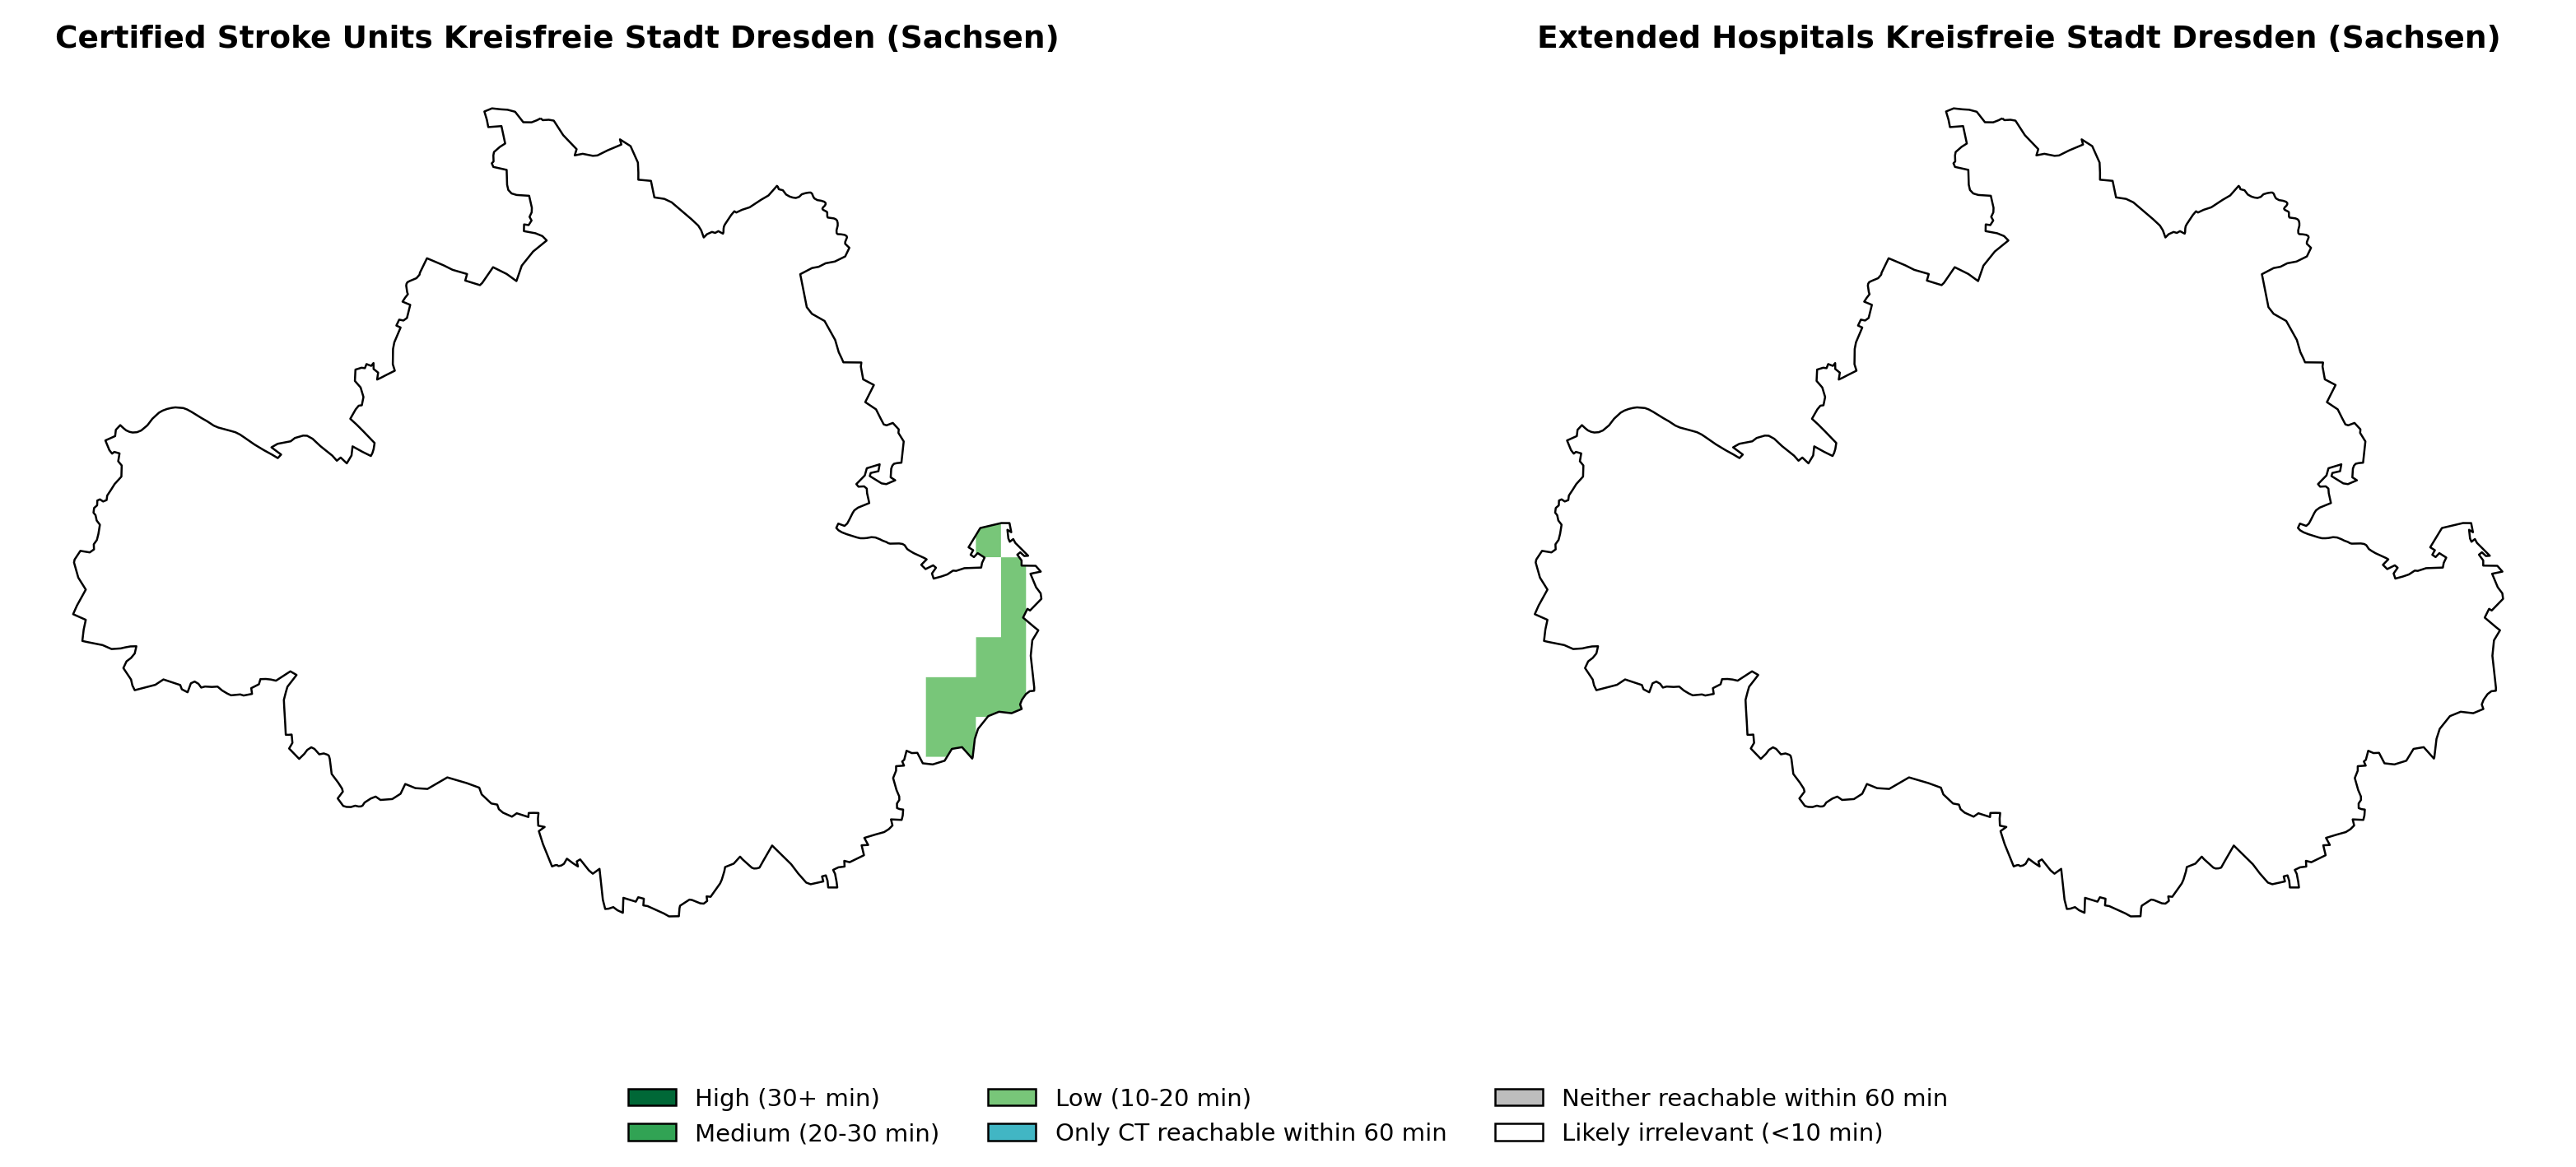 Certified Stroke Units Kreisfreie Stadt Dresden (Sachsen)
Extended Hospitals Kreisfreie Stadt Dresden (Sachsen)
High (30+ min)
Medium (20-30 min)
Low (10-20 min)
Only CT reachable within 60 min
Neither reachable within 60 min
Likely irrelevant (<10 min)